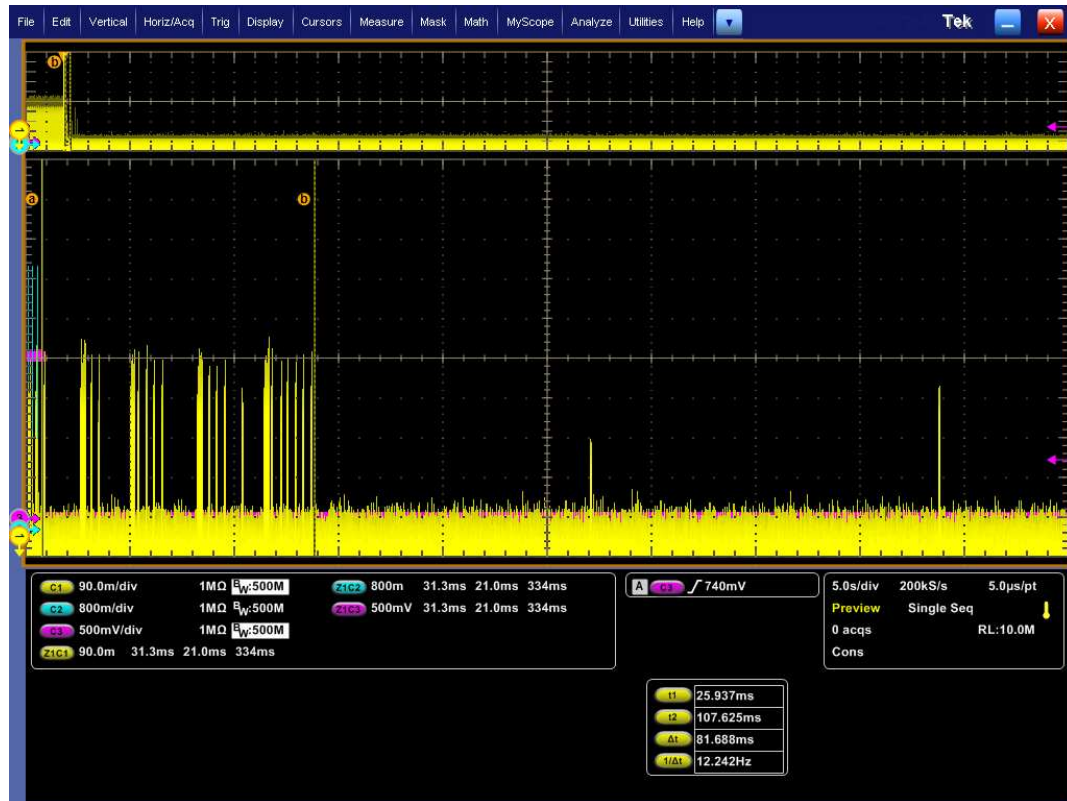 File Edit Vertical Horiz/Acq Trig Display Cursors Measure Mask Math MyScope Analyze Utilities Help Tek X
b
1
a b
3
1
C1 90.0m/div 1MΩ BW:500M Z1C2 800m 31.3ms 21.0ms 334ms
C2 800m/div 1MΩ BW:500M Z1C3 500mV 31.3ms 21.0ms 334ms
C3 500mV/div 1MΩ BW:500M
Z1C1 90.0m 31.3ms 21.0ms 334ms
A C3 740mV
5.0s/div 200kS/s 5.0µs/pt
Preview Single Seq
0 acqs RL:10.0M
Cons
t1 25.937ms
t2 107.625ms
Δt 81.688ms
1/Δt 12.242Hz